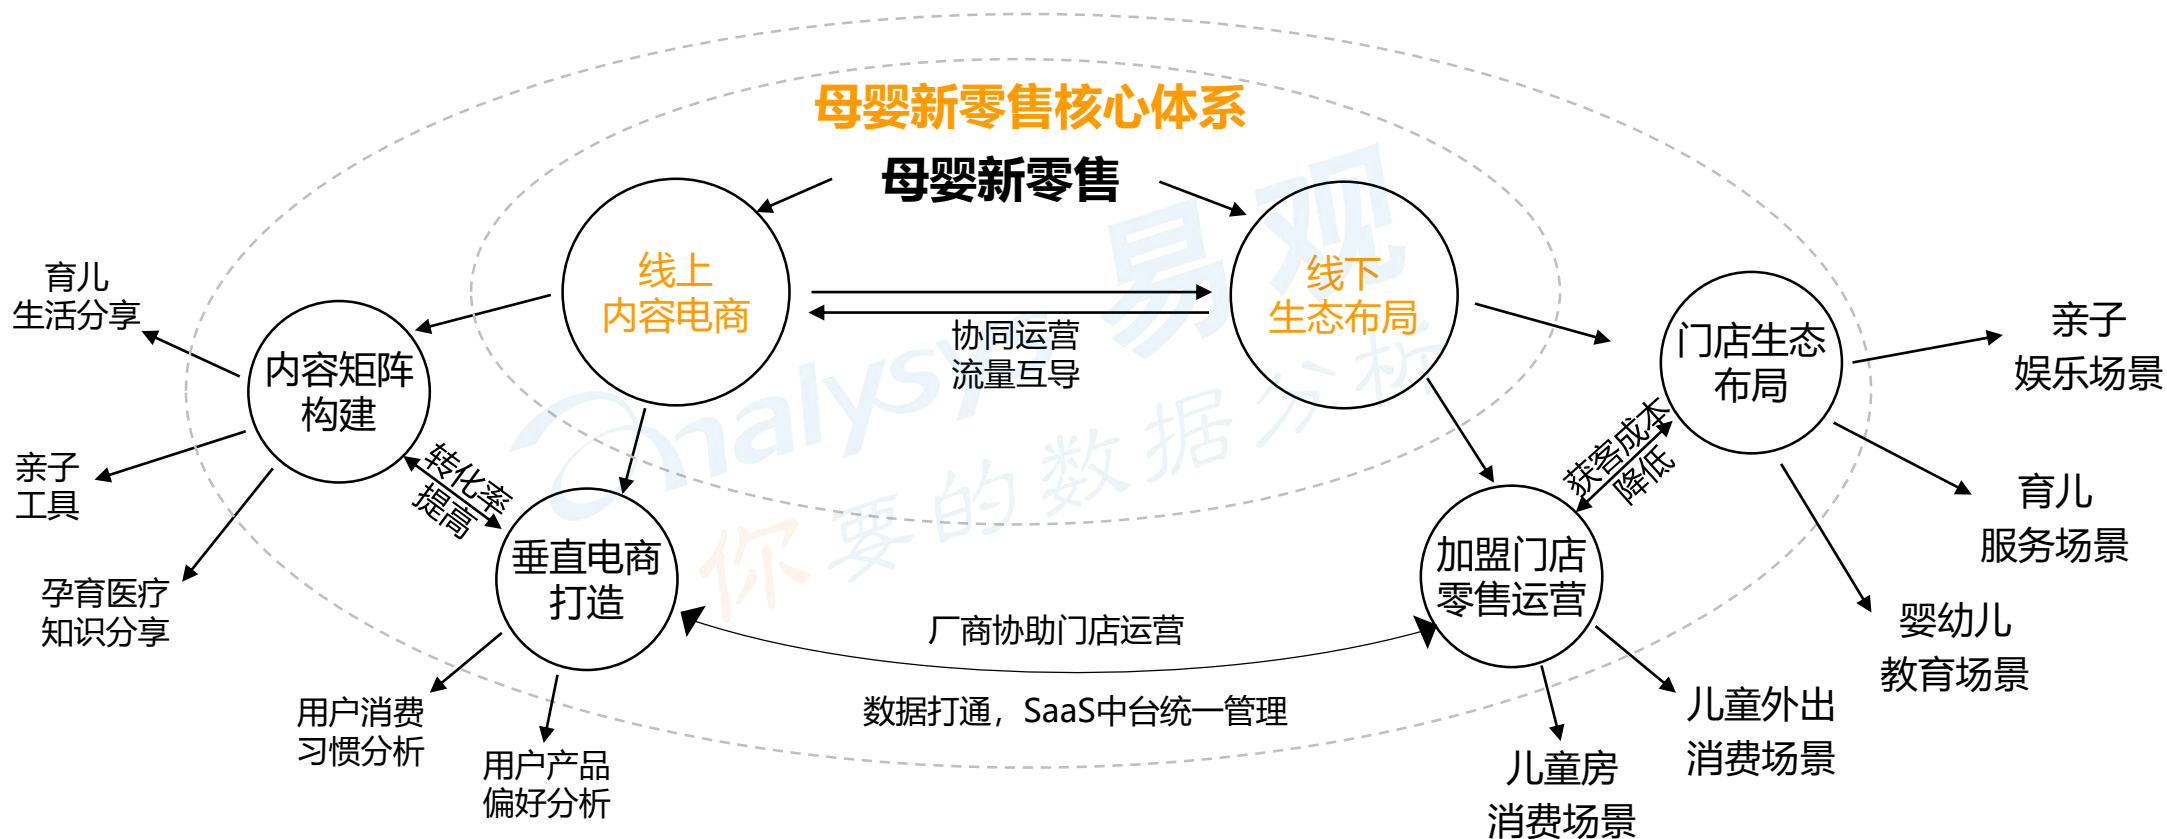 母婴新零售核心体系
母婴新零售
线上
内容电商
线下
生态布局
协同运营
流量互导
育儿
生活分享
内容矩阵
构建
亲子
工具
孕育医疗
知识分享
转化率
提高
垂直电商
打造
用户消费
习惯分析
用户产品
偏好分析
厂商协助门店运营
数据打通，SaaS中台统一管理
门店生态
布局
获客成本
降低
加盟门店
零售运营
亲子
娱乐场景
育儿
服务场景
婴幼儿
教育场景
儿童外出
消费场景
儿童房
消费场景
analysys 易观
你要的数据分析